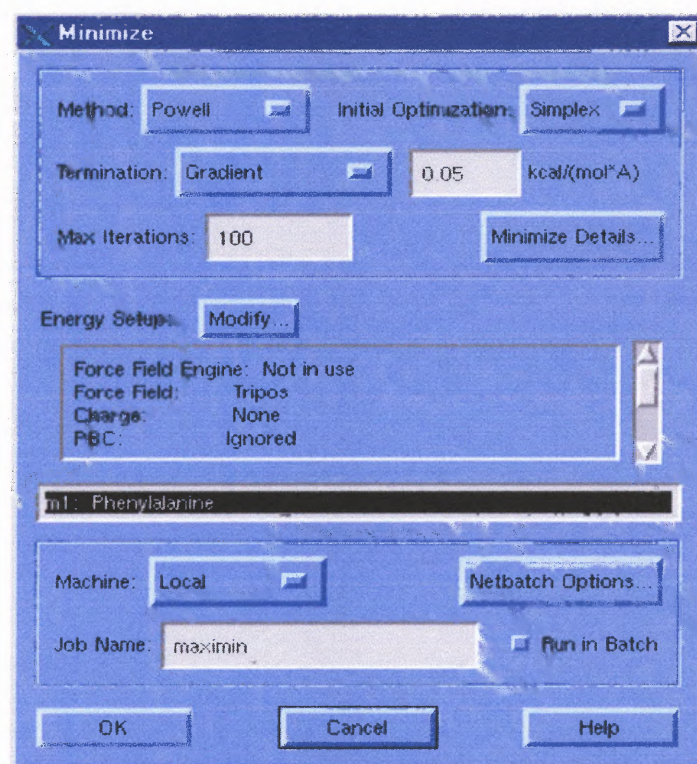 Minimize
Method: Powell Initial Optimization: Simplex
Termination: Gradient 0.05 kcal/(mol*A)
Max Iterations: 100 Minimize Details...
Energy Setup: Modify...
Force Field Engine: Not in use
Force Field: Tripos
Charge: None
PBC: Ignored
m1: Phenylalanine
Machine: Local Netbatch Options...
Job Name: maximin Run in Batch
OK Cancel Help